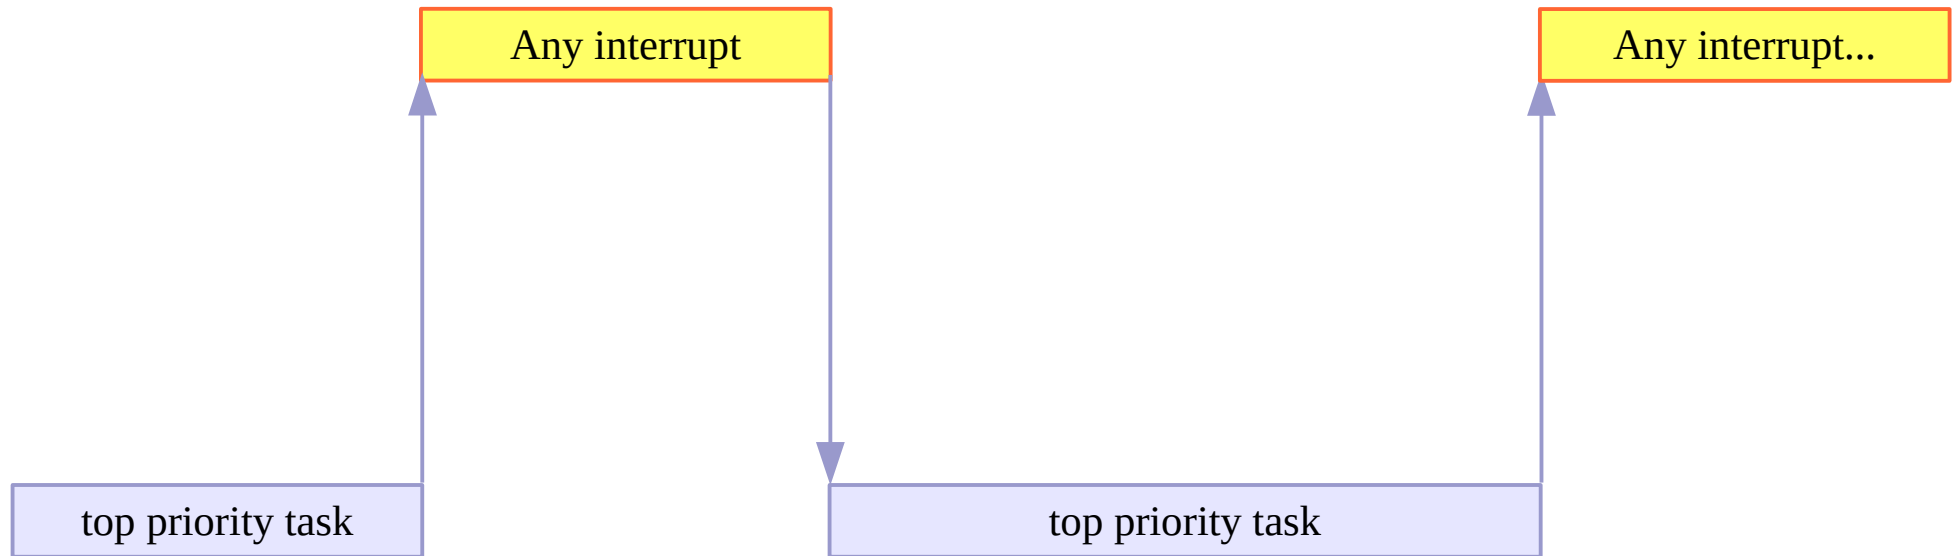 Any interrupt
Any interrupt...
top priority task
top priority task